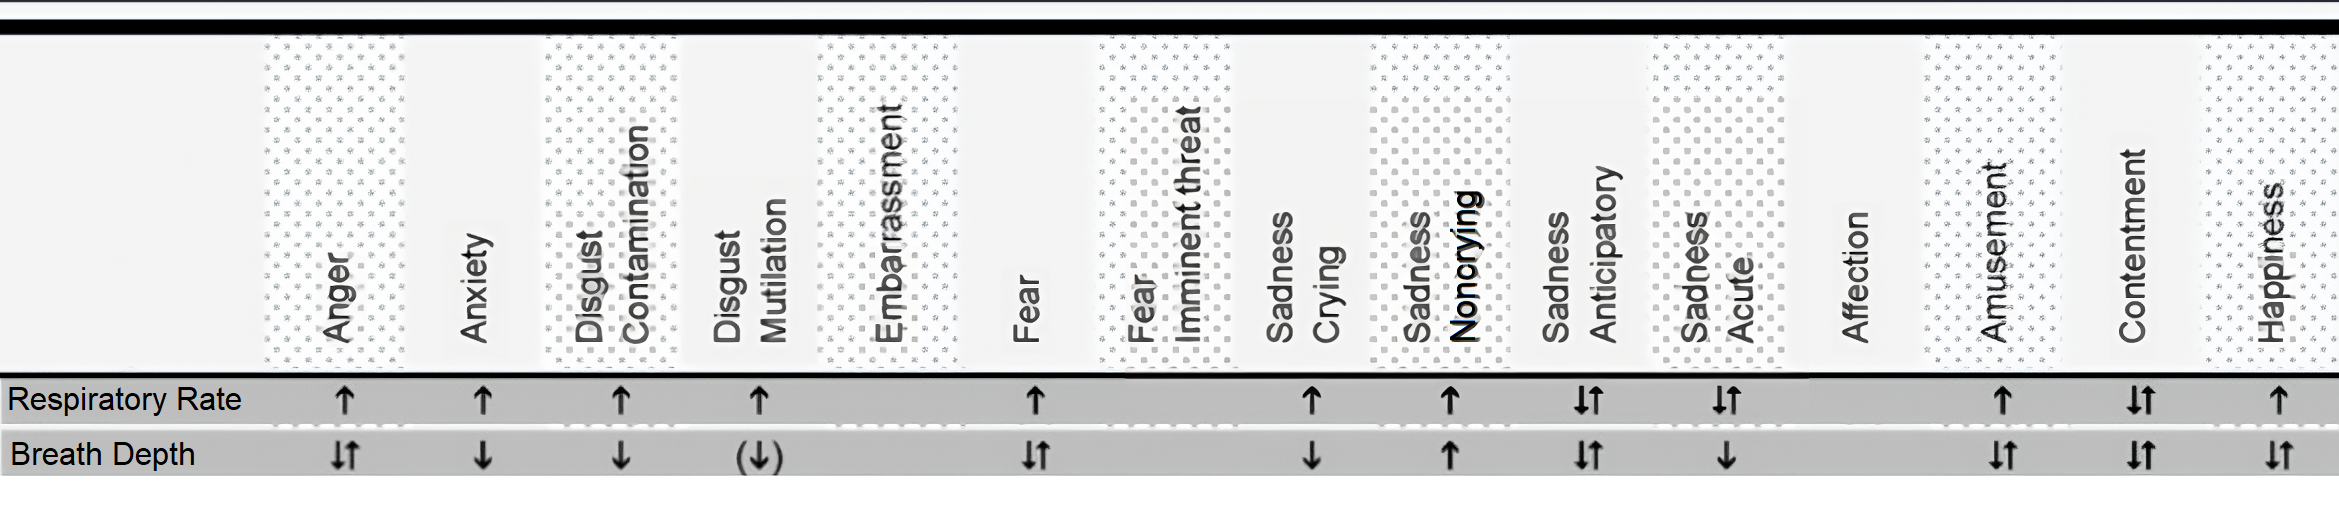 Anger
Anxiety
Disgust
Contamination
Disgust
Mutilation
Embarrassment
Fear
Fear
Imminent threat
Sadness
Crying
Sadness
Nonorying
Sadness
Anticipatory
Sadness
Acute
Affection
Amusement
Contentment
Happiness
Respiratory Rate ↑ ↑ ↑ ↑ ↑ ↑ ↑ ↓↑ ↓↑ ↑ ↓↑ ↑
Breath Depth ↓↑ ↓ ↓ (↓) ↓↑ ↓ ↑ ↓↑ ↓ ↓↑ ↓↑ ↓↑